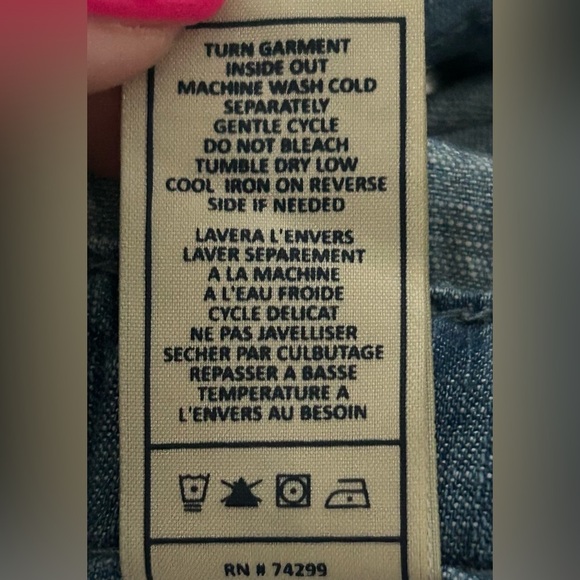 TURN GARMENT
INSIDE OUT
MACHINE WASH COLD
SEPARATELY
GENTLE CYCLE
DO NOT BLEACH
TUMBLE DRY LOW
COOL IRON ON REVERSE
SIDE IF NEEDED
LAVERA L'ENVERS
LAVER SEPAREMENT
A LA MACHINE
A L'EAU FROIDE
CYCLE DELICAT
NE PAS JAVELLISER
SECHER PAR CULBUTAGE
REPASSER A BASSE
TEMPERATURE A
L'ENVERS AU BESOIN
RN # 74299